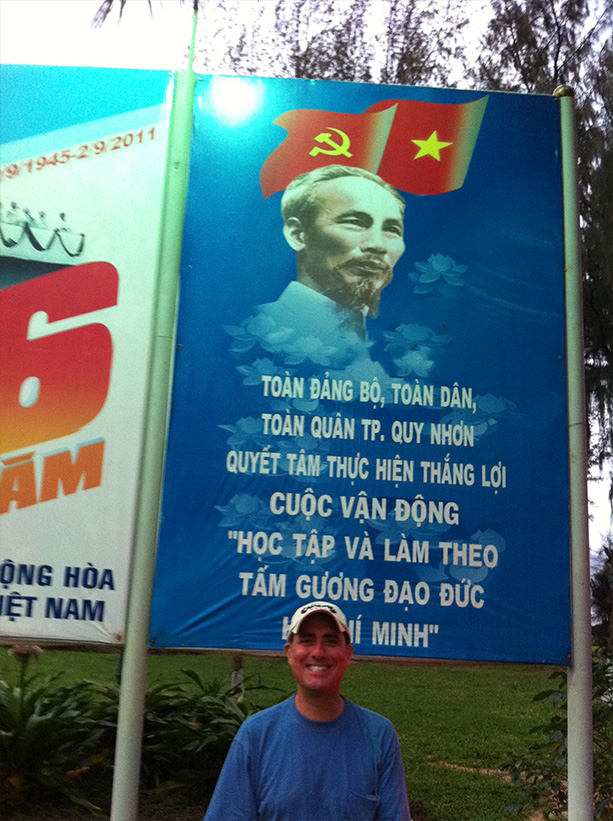 /9/1945-2/9/2011
6
ĂM
ỘNG HÒA
IỆT NAM
TOÀN ĐẢNG BỘ, TOÀN DÂN,
TOÀN QUÂN TP. QUY NHƠN
QUYẾT TÂM THỰC HIỆN THẮNG LỢI
CUỘC VẬN ĐỘNG
"HỌC TẬP VÀ LÀM THEO
TẤM GƯƠNG ĐẠO ĐỨC
MINH"